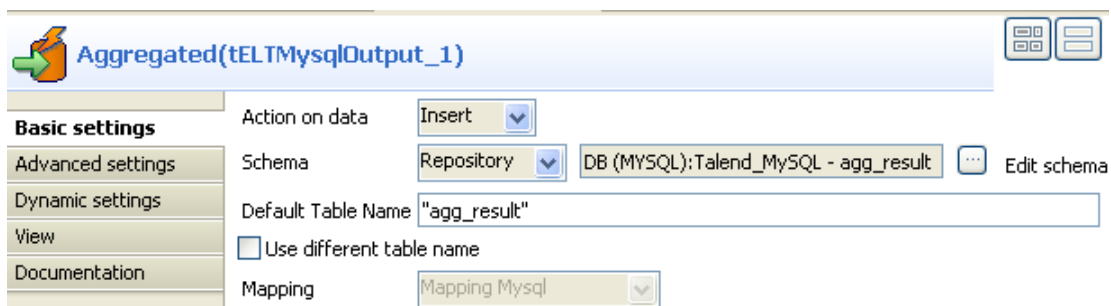 Aggregated(tELTMysqlOutput_1)
Basic settings
Advanced settings
Dynamic settings
View
Documentation
Action on data Insert
Schema Repository DB (MYSQL):Talend_MySQL - agg_result ... Edit schema
Default Table Name "agg_result"
Use different table name
Mapping Mapping Mysql